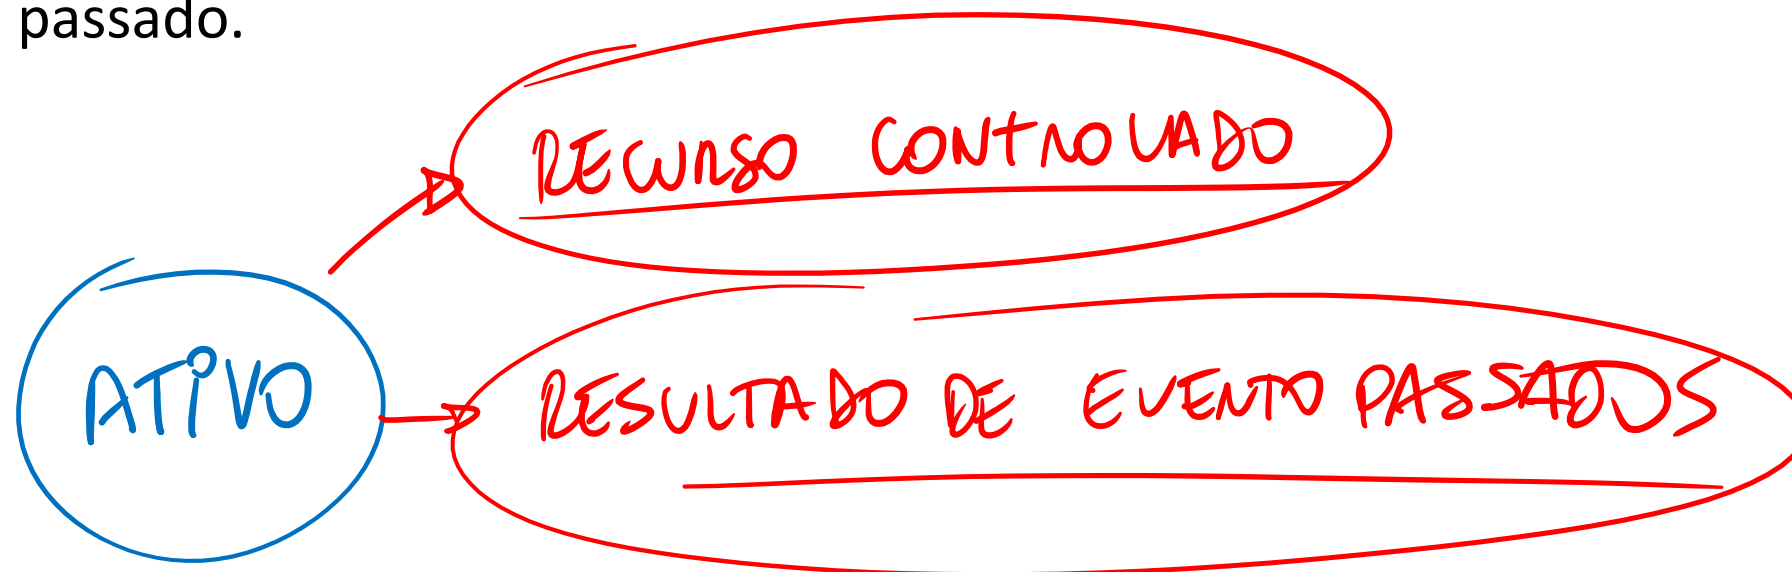 passado.
RECURSO CONTROLADO
ATIVO
RESULTADO DE EVENTO PASSADOS